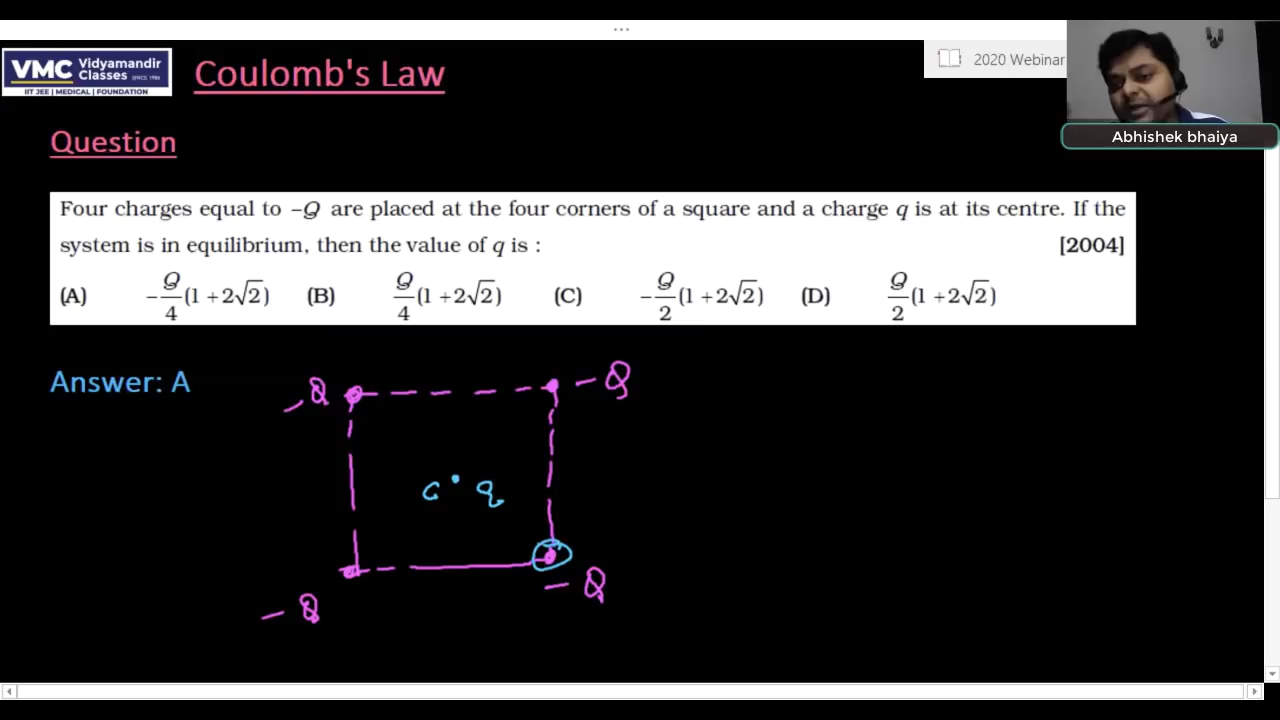 ...
VMC Vidyamandir Classes SINCE 1986
IIT JEE | MEDICAL | FOUNDATION
Coulomb's Law
2020 Webinar
Abhishek bhaiya
Question
Four charges equal to −Q are placed at the four corners of a square and a charge q is at its centre. If the
system is in equilibrium, then the value of q is : [2004]
(A) −Q/4(1+2√2) (B) Q/4(1+2√2) (C) −Q/2(1+2√2) (D) Q/2(1+2√2)
Answer: A
−Q −Q
C q
−Q −Q